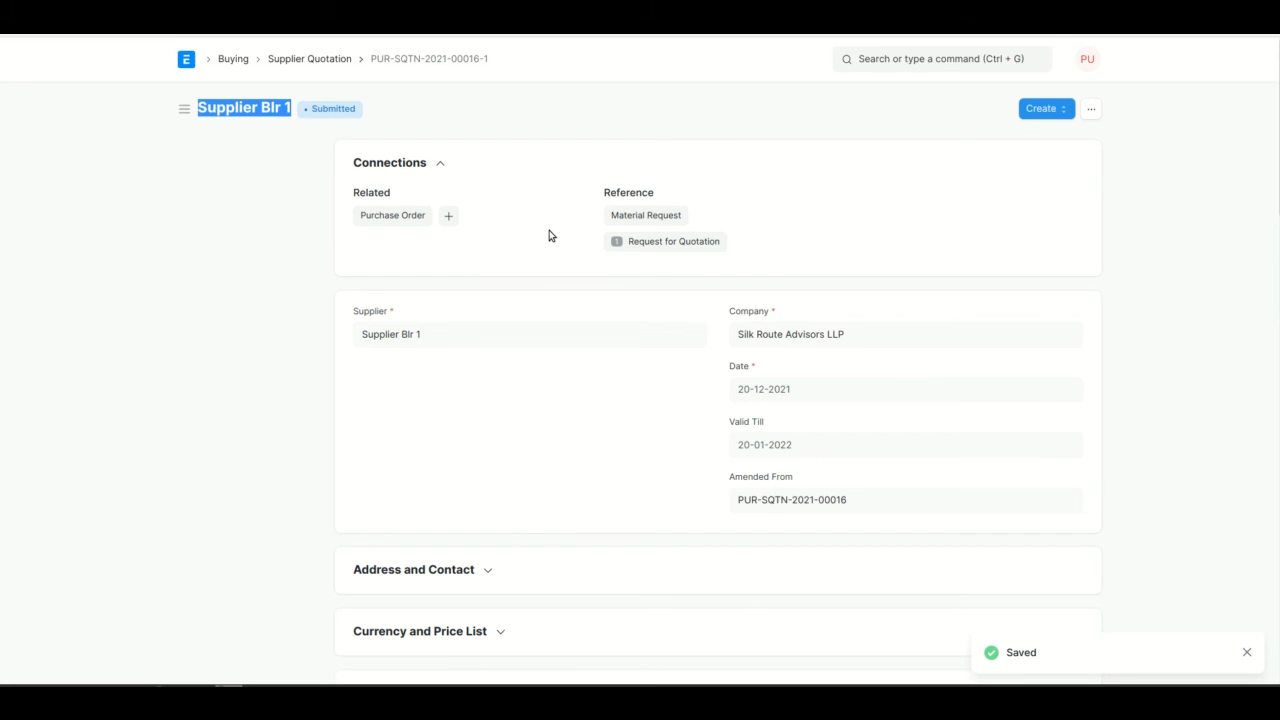 E > Buying > Supplier Quotation > PUR-SQTN-2021-00016-1
Search or type a command (Ctrl + G)
PU
Supplier Blr 1
• Submitted
Create
...
Connections
Related
Reference
Purchase Order +
Material Request
1 Request for Quotation
Supplier *
Supplier Blr 1
Company *
Silk Route Advisors LLP
Date *
20-12-2021
Valid Till
20-01-2022
Amended From
PUR-SQTN-2021-00016
Address and Contact
Currency and Price List
Saved